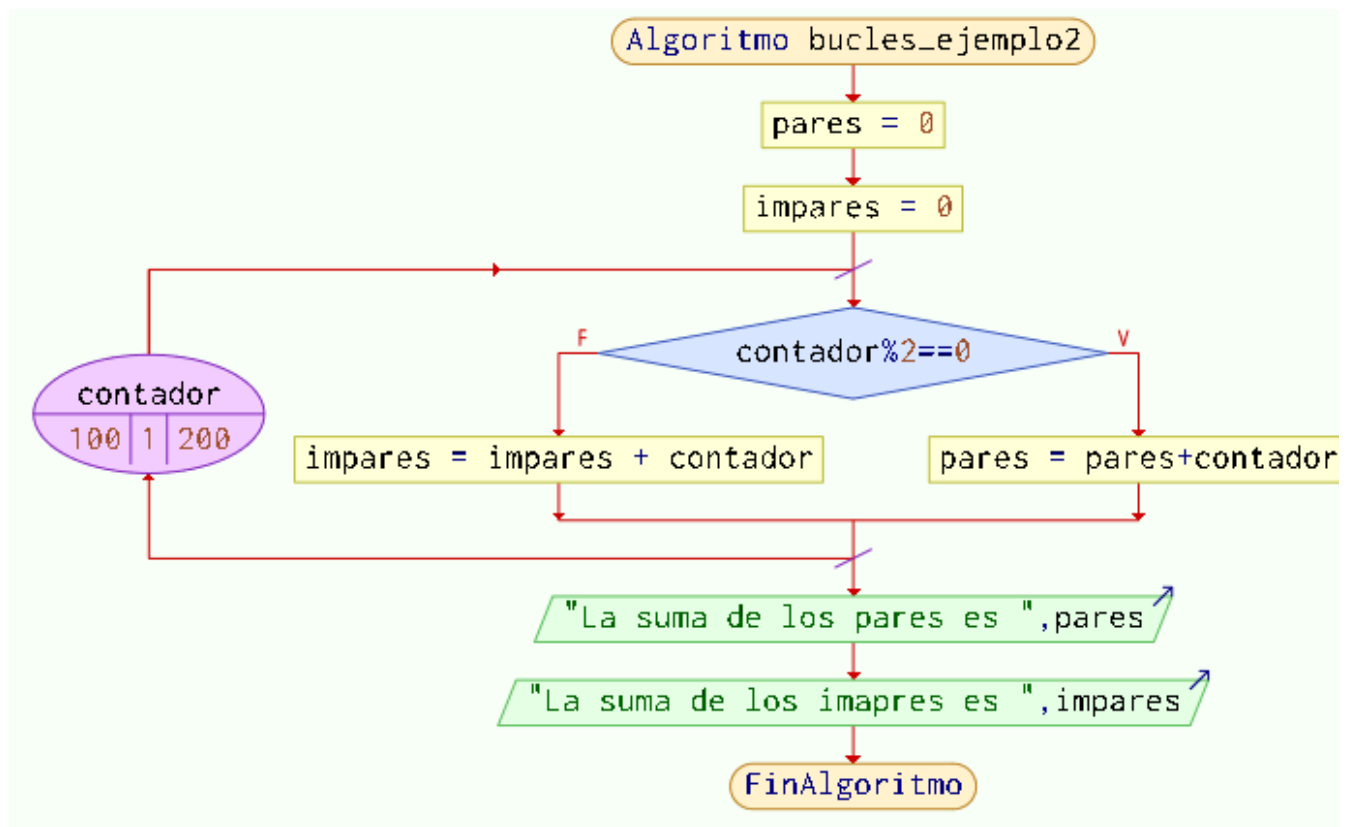 Algoritmo bucles_ejemplo2
pares = 0
impares = 0
F
V
contador%2==0
contador
100 1 200
impares = impares + contador
pares = pares+contador
"La suma de los pares es ",pares
"La suma de los imapres es ",impares
FinAlgoritmo